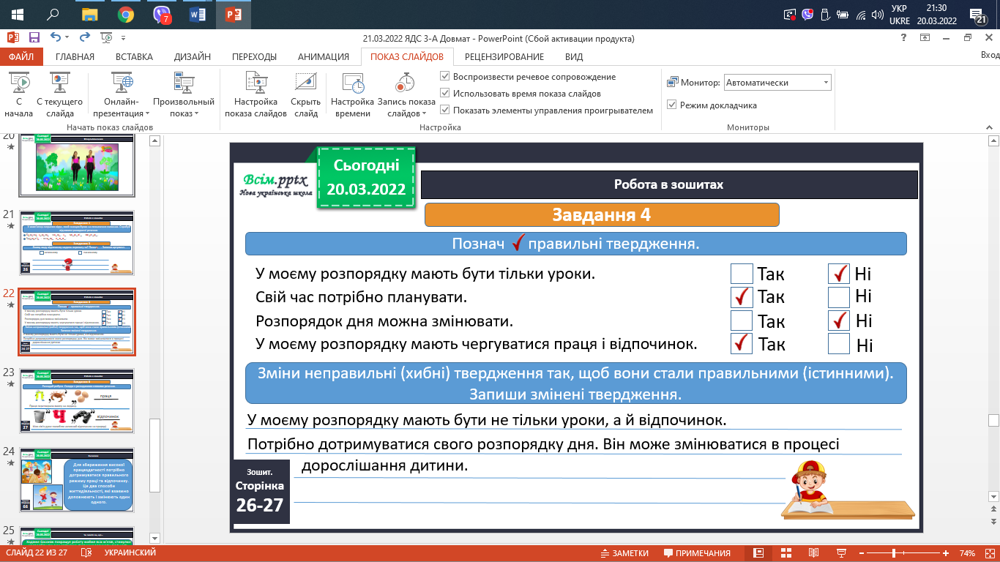 УКР
21:30
UKRE
20.03.2022
21
7
21.03.2022 ЯДС 3-А Довмат - PowerPoint (Сбой активации продукта)
ФАЙЛ ГЛАВНАЯ ВСТАВКА ДИЗАЙН ПЕРЕХОДЫ АНИМАЦИЯ ПОКАЗ СЛАЙДОВ РЕЦЕНЗИРОВАНИЕ ВИД Вход
С начала
С текущего слайда
Онлайн-презентация
Произвольный показ
Начать показ слайдов
Настройка показа слайдов
Скрыть слайд
Настройка времени
Запись показа слайдов
Воспроизвести речевое сопровождение
Использовать время показа слайдов
Показать элементы управления проигрывателем
Настройка
Монитор: Автоматически
Режим докладчика
Мониторы
20
21
26
22
23
праця
відпочинок
27
24
Для збереження високої
працездатності потрібно
дотримуватися правильного
режиму праці та відпочинку.
Це два способи
життєдіяльності, які взаємно
доповнюють і змінюють один
одного.
66
25
Всім.pptx
Нова українська школа
Сьогодні
20.03.2022
Робота в зошитах
Завдання 4
Познач правильні твердження.
У моєму розпорядку мають бути тільки уроки. Так Ні
Свій час потрібно планувати. Так Ні
Розпорядок дня можна змінювати. Так Ні
У моєму розпорядку мають чергуватися праця і відпочинок. Так Ні
Зміни неправильні (хибні) твердження так, щоб вони стали правильними (істинними).
Запиши змінені твердження.
У моєму розпорядку мають бути не тільки уроки, а й відпочинок.
Потрібно дотримуватися свого розпорядку дня. Він може змінюватися в процесі
дорослішання дитини.
Зошит.
Сторінка
26-27
СЛАЙД 22 ИЗ 27 УКРАИНСКИЙ ЗАМЕТКИ ПРИМЕЧАНИЯ 74%